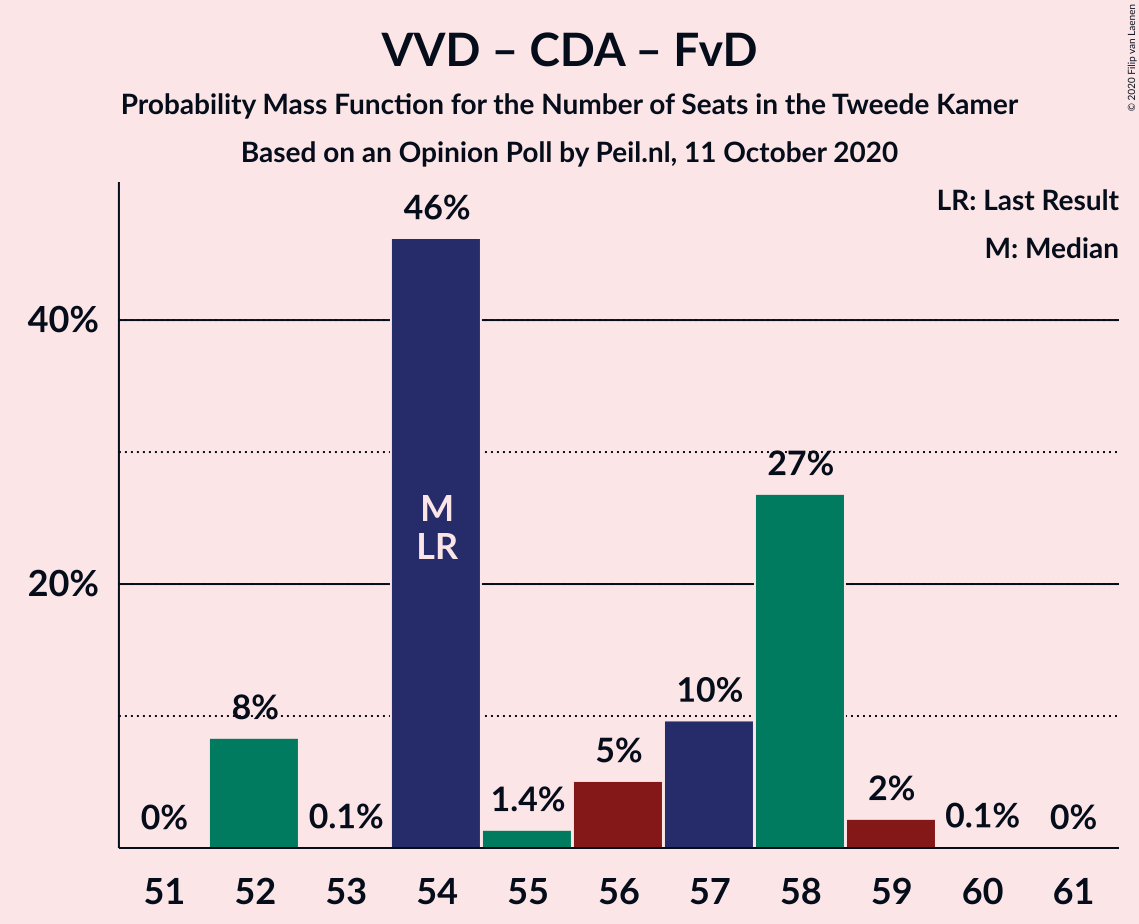 VVD – CDA – FvD
Probability Mass Function for the Number of Seats in the Tweede Kamer
Based on an Opinion Poll by Peil.nl, 11 October 2020
© 2020 Filip van Laenen
LR: Last Result
M: Median
40%
20%
0%
8%
0.1%
46%
M
LR
1.4%
5%
10%
27%
2%
0.1%
0%
51 52 53 54 55 56 57 58 59 60 61